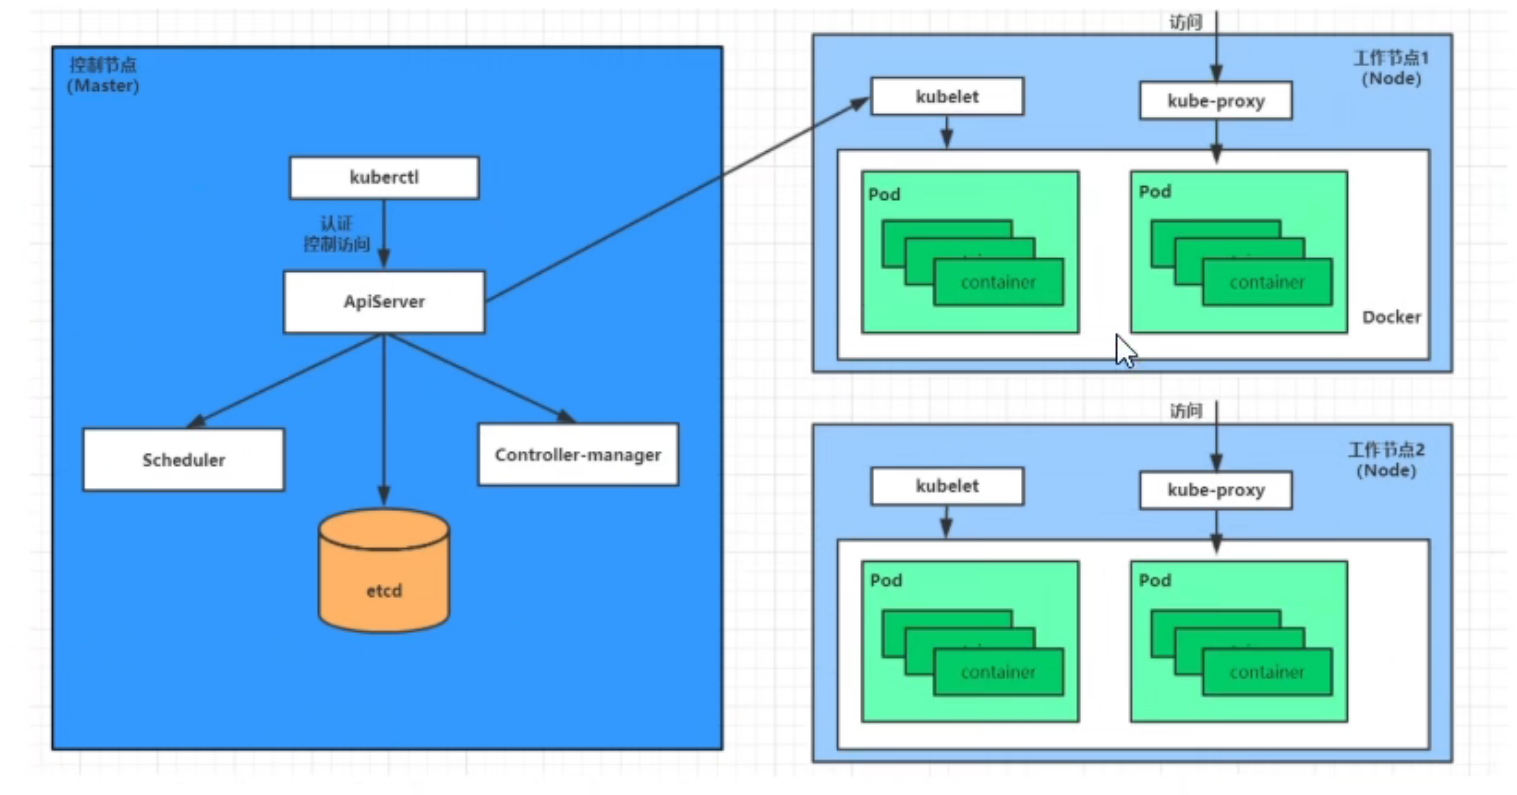 控制节点
(Master)
kuberctl
认证
控制访问
ApiServer
Scheduler
Controller-manager
etcd
访问
工作节点1
(Node)
kubelet
kube-proxy
Pod
container
Pod
container
Docker
访问
工作节点2
(Node)
kubelet
kube-proxy
Pod
container
Pod
container